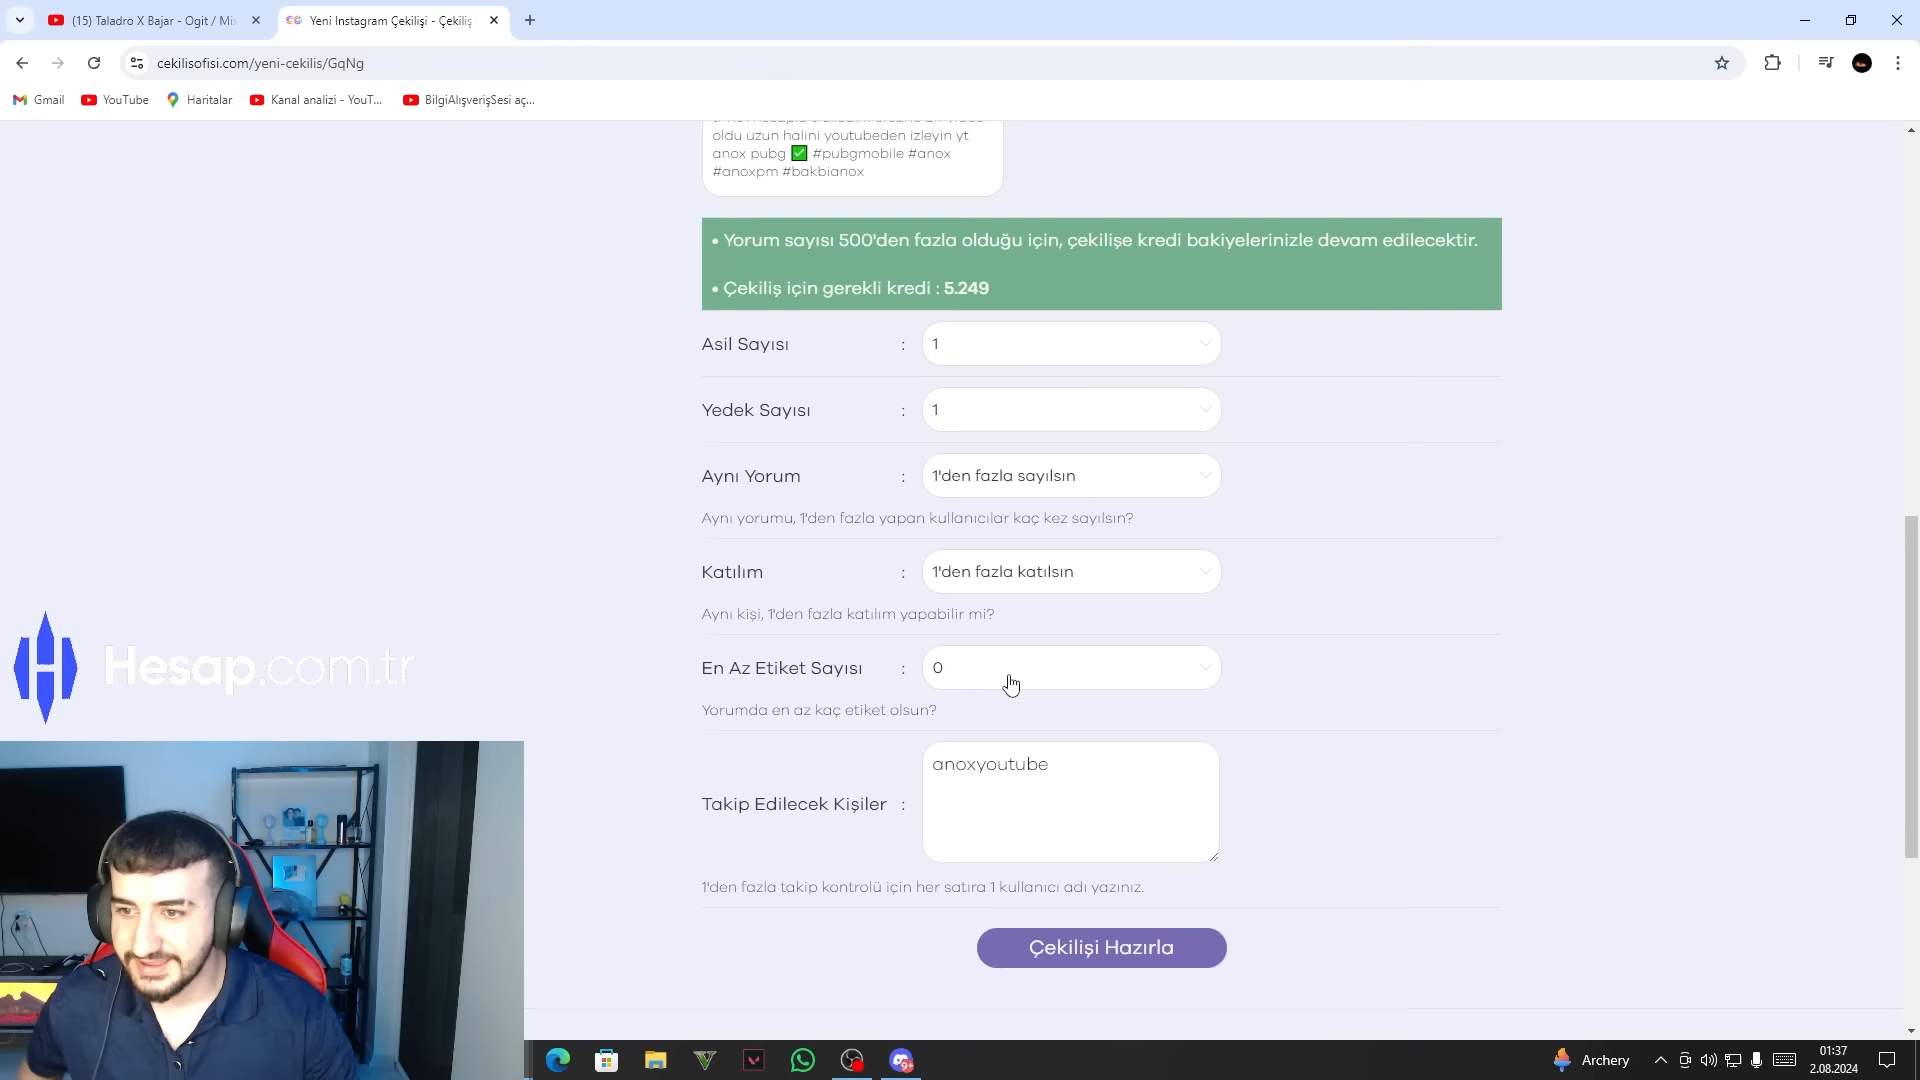 (15) Taladro X Bajar - Ogit / Mix
Yeni Instagram Çekilişi - Çekiliş
cekilisofisi.com/yeni-cekilis/GqNg
Gmail
YouTube
Haritalar
Kanal analizi - YouT...
BilgiAlışverişSesi aç...
oldu uzun halini youtubeden izleyin yt
anox pubg ✅ #pubgmobile #anox
#anoxpm #bakbianox
• Yorum sayısı 500'den fazla olduğu için, çekilişe kredi bakiyelerinizle devam edilecektir.
• Çekiliş için gerekli kredi : 5.249
Asil Sayısı : 1
Yedek Sayısı : 1
Aynı Yorum : 1'den fazla sayılsın
Aynı yorumu, 1'den fazla yapan kullanıcılar kaç kez sayılsın?
Katılım : 1'den fazla katılsın
Aynı kişi, 1'den fazla katılım yapabilir mi?
En Az Etiket Sayısı : 0
Yorumda en az kaç etiket olsun?
Takip Edilecek Kişiler : anoxyoutube
1'den fazla takip kontrolü için her satıra 1 kullanıcı adı yazınız.
Çekilişi Hazırla
Hesap.com.tr
9+
Archery
01:37
2.08.2024